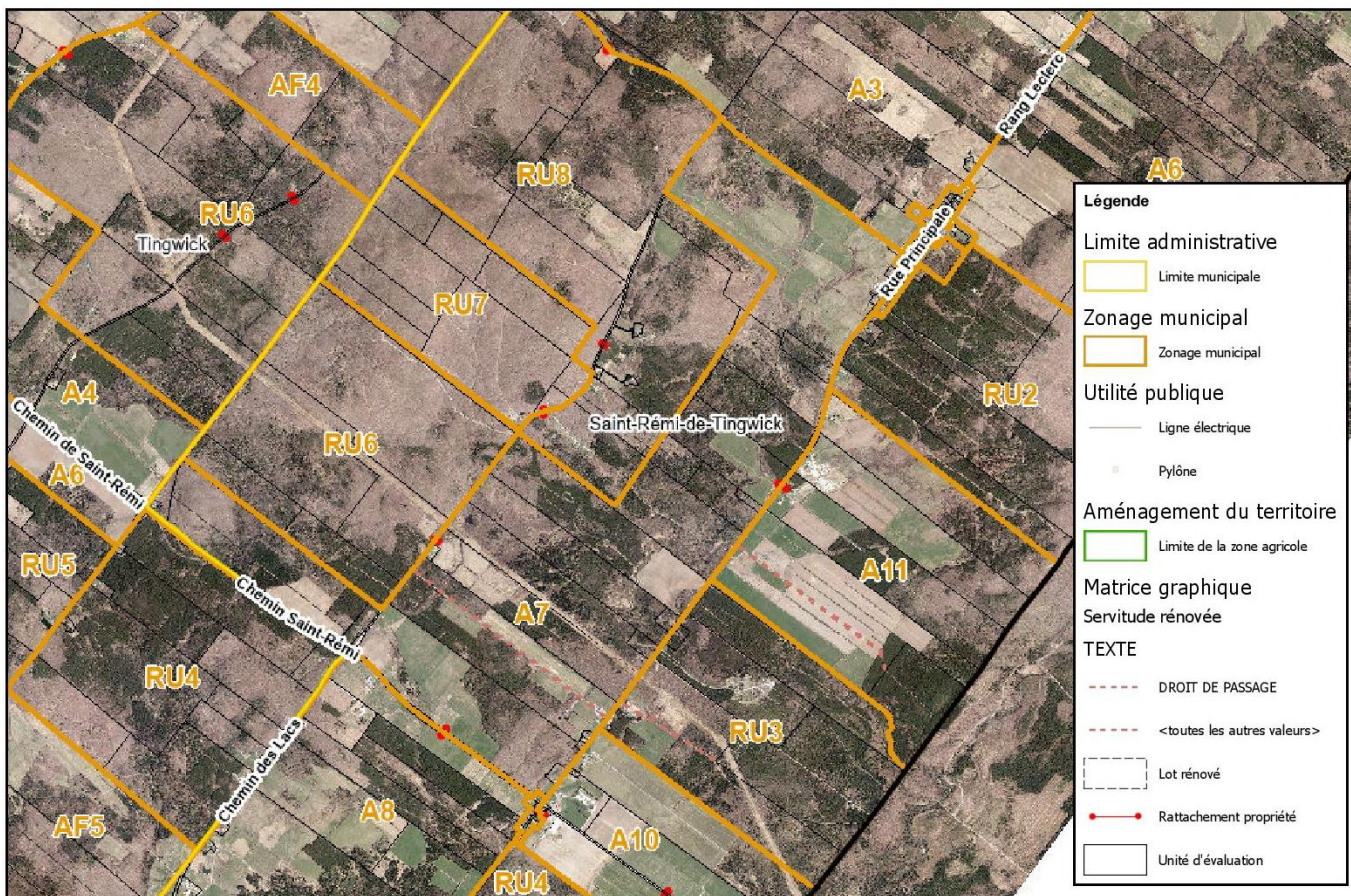 AF4
A3
Rang Leclerc
A6
RU8
RU6
Tingwick
Rue Principale
RU7
RU2
A4
Chemin de Saint-Rémi
Saint-Rémi-de-Tingwick
RU6
A6
RU5
Chemin Saint-Rémi
A7
A11
RU4
RU3
Chemin des Lacs
AF5
A8
A10
RU4
Légende
Limite administrative
Limite municipale
Zonage municipal
Zonage municipal
Utilité publique
Ligne électrique
Pylône
Aménagement du territoire
Limite de la zone agricole
Matrice graphique
Servitude rénovée
TEXTE
DROIT DE PASSAGE
<toutes les autres valeurs>
Lot rénové
Rattachement propriété
Unité d'évaluation